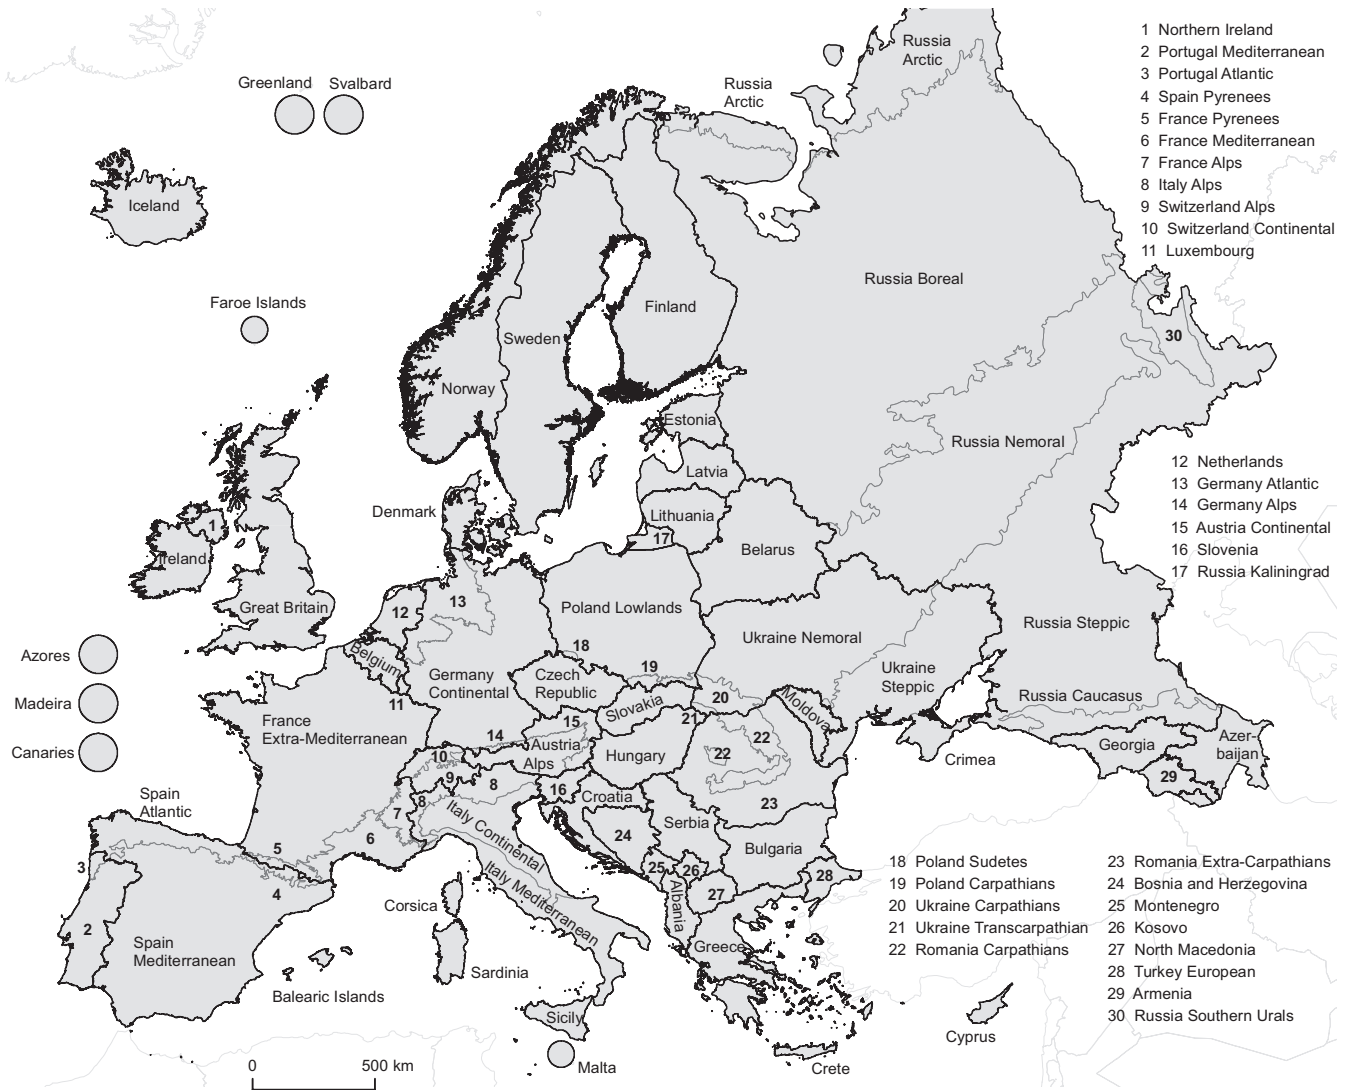 Greenland
Svalbard
Russia
Arctic
Russia
Arctic
1 Northern Ireland
2 Portugal Mediterranean
3 Portugal Atlantic
4 Spain Pyrenees
5 France Pyrenees
6 France Mediterranean
7 France Alps
8 Italy Alps
9 Switzerland Alps
10 Switzerland Continental
11 Luxembourg
Iceland
Faroe Islands
Russia Boreal
Finland
Sweden
Norway
30
Estonia
Russia Nemoral
Latvia
12 Netherlands
13 Germany Atlantic
14 Germany Alps
15 Austria Continental
16 Slovenia
17 Russia Kaliningrad
Denmark
Lithuania
17
1
Ireland
Belarus
Great Britain
12
13
Poland Lowlands
Ukraine Nemoral
Russia Steppic
Azores
Madeira
Canaries
Belgium
18
19
Germany
Continental
Czech
Republic
Ukraine
Steppic
20
Moldova
Russia Caucasus
11
Slovakia
21
15
France
Extra-Mediterranean
14
Austria
Alps
Hungary
22
22
Georgia
Azer-
baijan
10
9
8
8
16
Croatia
23
Crimea
29
Spain
Atlantic
7
6
5
Italy Continental
Italy Mediterranean
24
Serbia
Bulgaria
3
4
25
26
28
27
Albania
18 Poland Sudetes
19 Poland Carpathians
20 Ukraine Carpathians
21 Ukraine Transcarpathian
22 Romania Carpathians
23 Romania Extra-Carpathians
24 Bosnia and Herzegovina
25 Montenegro
26 Kosovo
27 North Macedonia
28 Turkey European
29 Armenia
30 Russia Southern Urals
2
Spain
Mediterranean
Corsica
Greece
Sardinia
Balearic Islands
Sicily
Malta
Crete
Cyprus
0
500 km